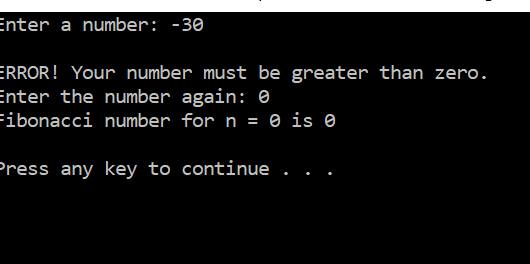 Enter a number: -30
ERROR! Your number must be greater than zero.
Enter the number again: 0
Fibonacci number for n = 0 is 0
Press any key to continue . . .